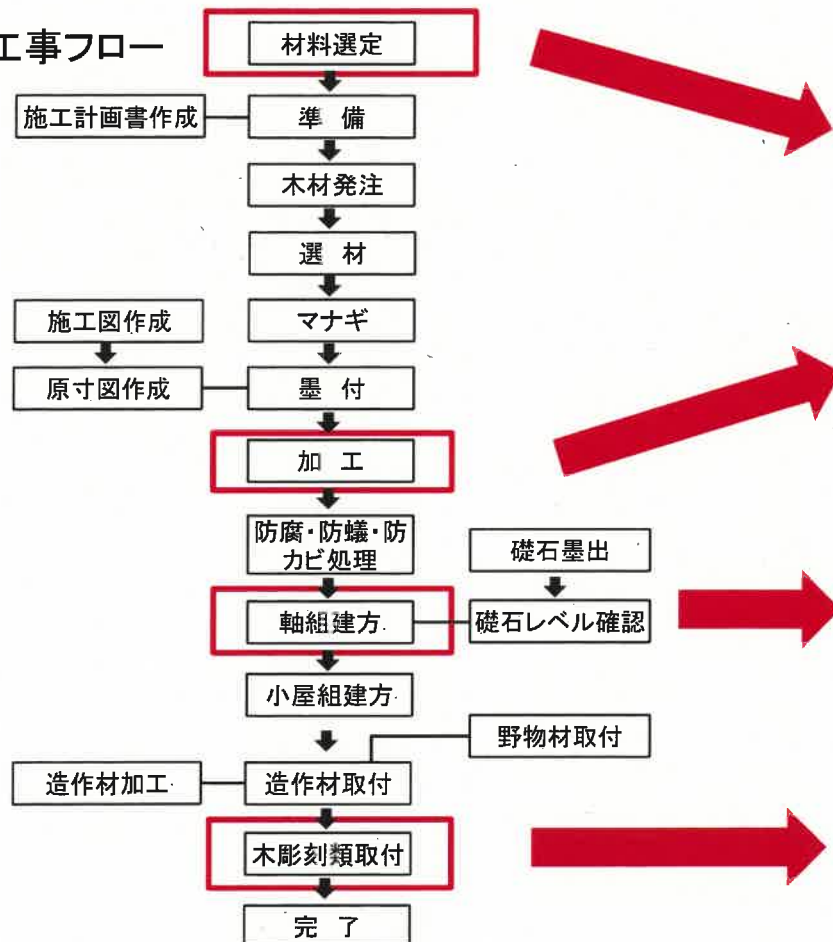 工事フロー
材料選定
施工計画書作成
準 備
木材発注
選 材
施工図作成
マナギ
原寸図作成
墨 付
加 工
防腐・防蟻・防
カビ処理
礎石墨出
軸組建方
礎石レベル確認
小屋組建方
野物材取付
造作材加工
造作材取付
木彫刻類取付
完 了